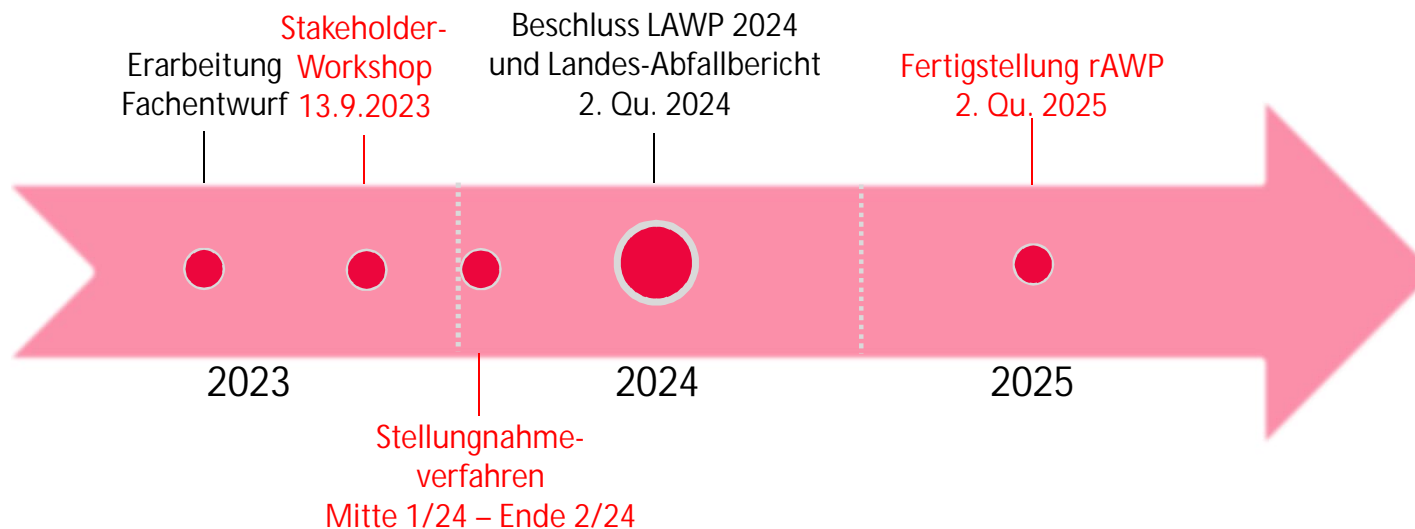 Erarbeitung
Fachentwurf
Stakeholder-
Workshop
13.9.2023
Beschluss LAWP 2024
und Landes-Abfallbericht
2. Qu. 2024
Fertigstellung rAWP
2. Qu. 2025
2023
2024
2025
Stellungnahme-
verfahren
Mitte 1/24 – Ende 2/24